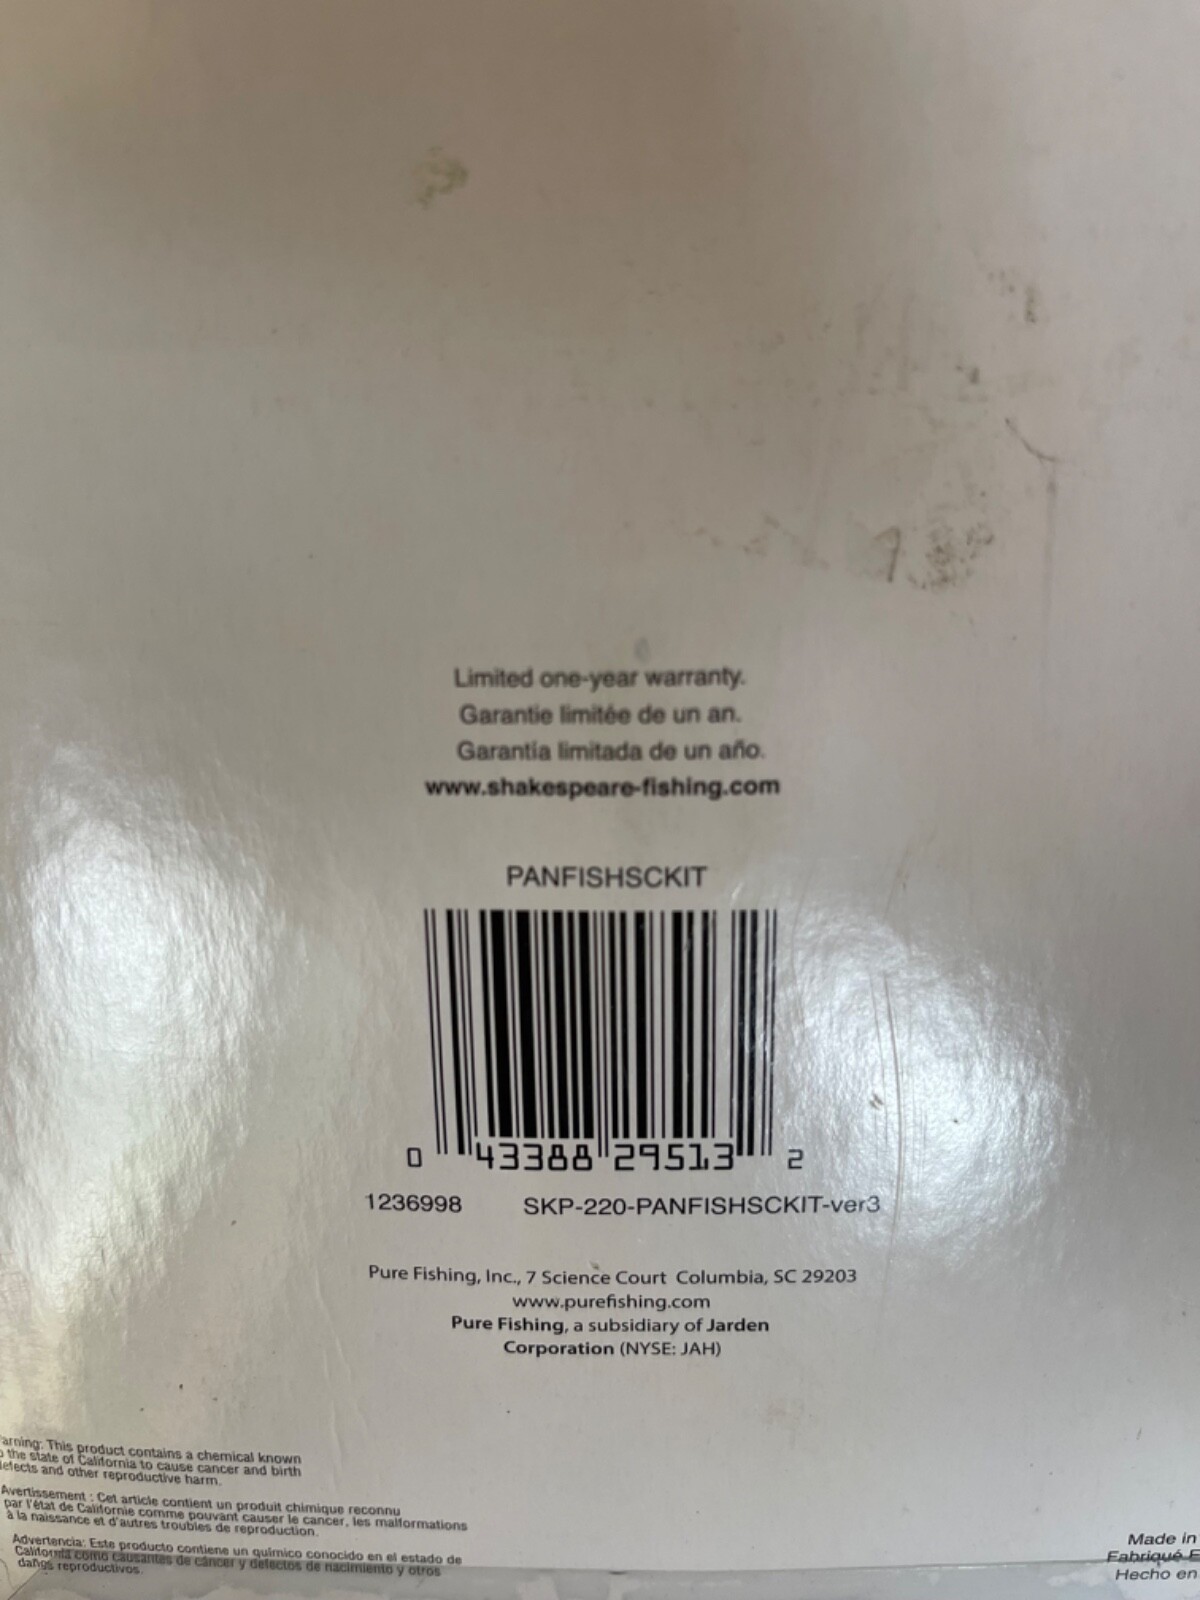 Limited one-year warranty.
Garantie limitée de un an.
Garantía limitada de un año.
www.shakespeare-fishing.com
PANFISHSCKIT
0 43388 29513 2
1236998 SKP-220-PANFISHSCKIT-ver3
Pure Fishing, Inc., 7 Science Court Columbia, SC 29203
www.purefishing.com
Pure Fishing, a subsidiary of Jarden
Corporation (NYSE: JAH)
arning: This product contains a chemical known
o the state of California to cause cancer and birth
defects and other reproductive harm.
Avertissement : Cet article contient un produit chimique reconnu
par l'état de Californie comme pouvant causer le cancer, les malformations
à la naissance et d'autres troubles de reproduction.
Advertencia: Este producto contiene un químico conocido en el estado de
California como causantes de cáncer y defectos de nacimiento y otros
daños reproductivos.
Made in
Fabriqué E
Hecho en